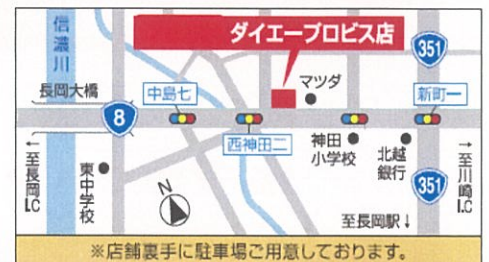 ダイエープロビス店
351
信濃川
長岡大橋
中島七
マツダ
新町一
8
西神田二
神田
小学校
北越
銀行
←至長岡I.C
東中学校
N
351
→至川崎I.C
至長岡駅↓
※店舗裏手に駐車場ご用意しております。